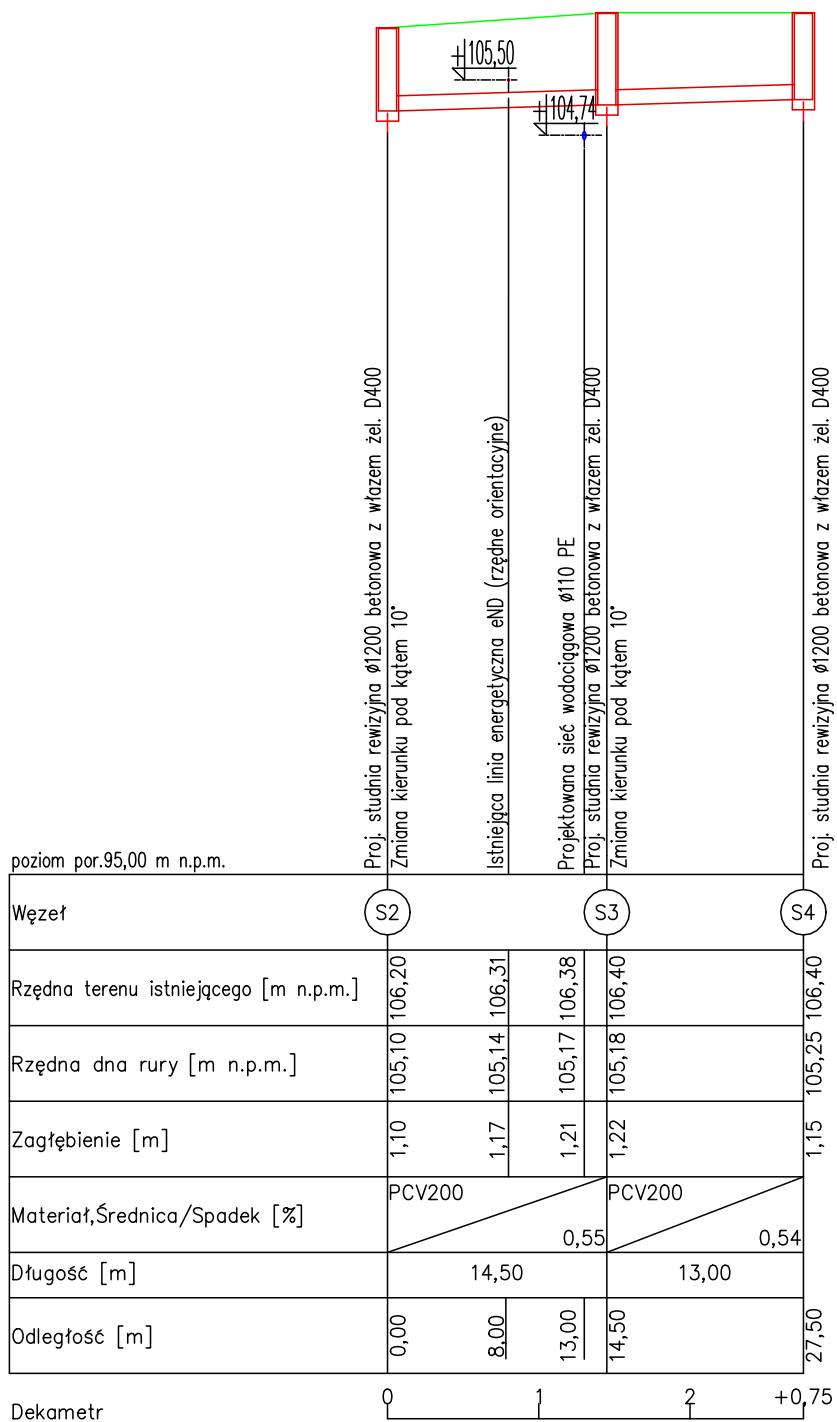 +105,50
+104,74
Proj. studnia rewizyjna ø1200 betonowa z włazem żel. D400
Zmiana kierunku pod kątem 10°
Istniejąca linia energetyczna eND (rzędne orientacyjne)
Projektowana sieć wodociągowa ø110 PE
Proj. studnia rewizyjna ø1200 betonowa z włazem żel. D400
Zmiana kierunku pod kątem 10°
Proj. studnia rewizyjna ø1200 betonowa z włazem żel. D400
poziom por.95,00 m n.p.m.
Węzeł S2 S3 S4
Rzędna terenu istniejącego [m n.p.m.] 106,20 106,31 106,38 106,40 106,40
Rzędna dna rury [m n.p.m.] 105,10 105,14 105,17 105,18 105,25
Zagłębienie [m] 1,10 1,17 1,21 1,22 1,15
Materiał,Średnica/Spadek [%] PCV200 0,55 PCV200 0,54
Długość [m] 14,50 13,00
Odległość [m] 0,00 8,00 13,00 14,50 27,50
Dekametr 0 1 2 +0,75